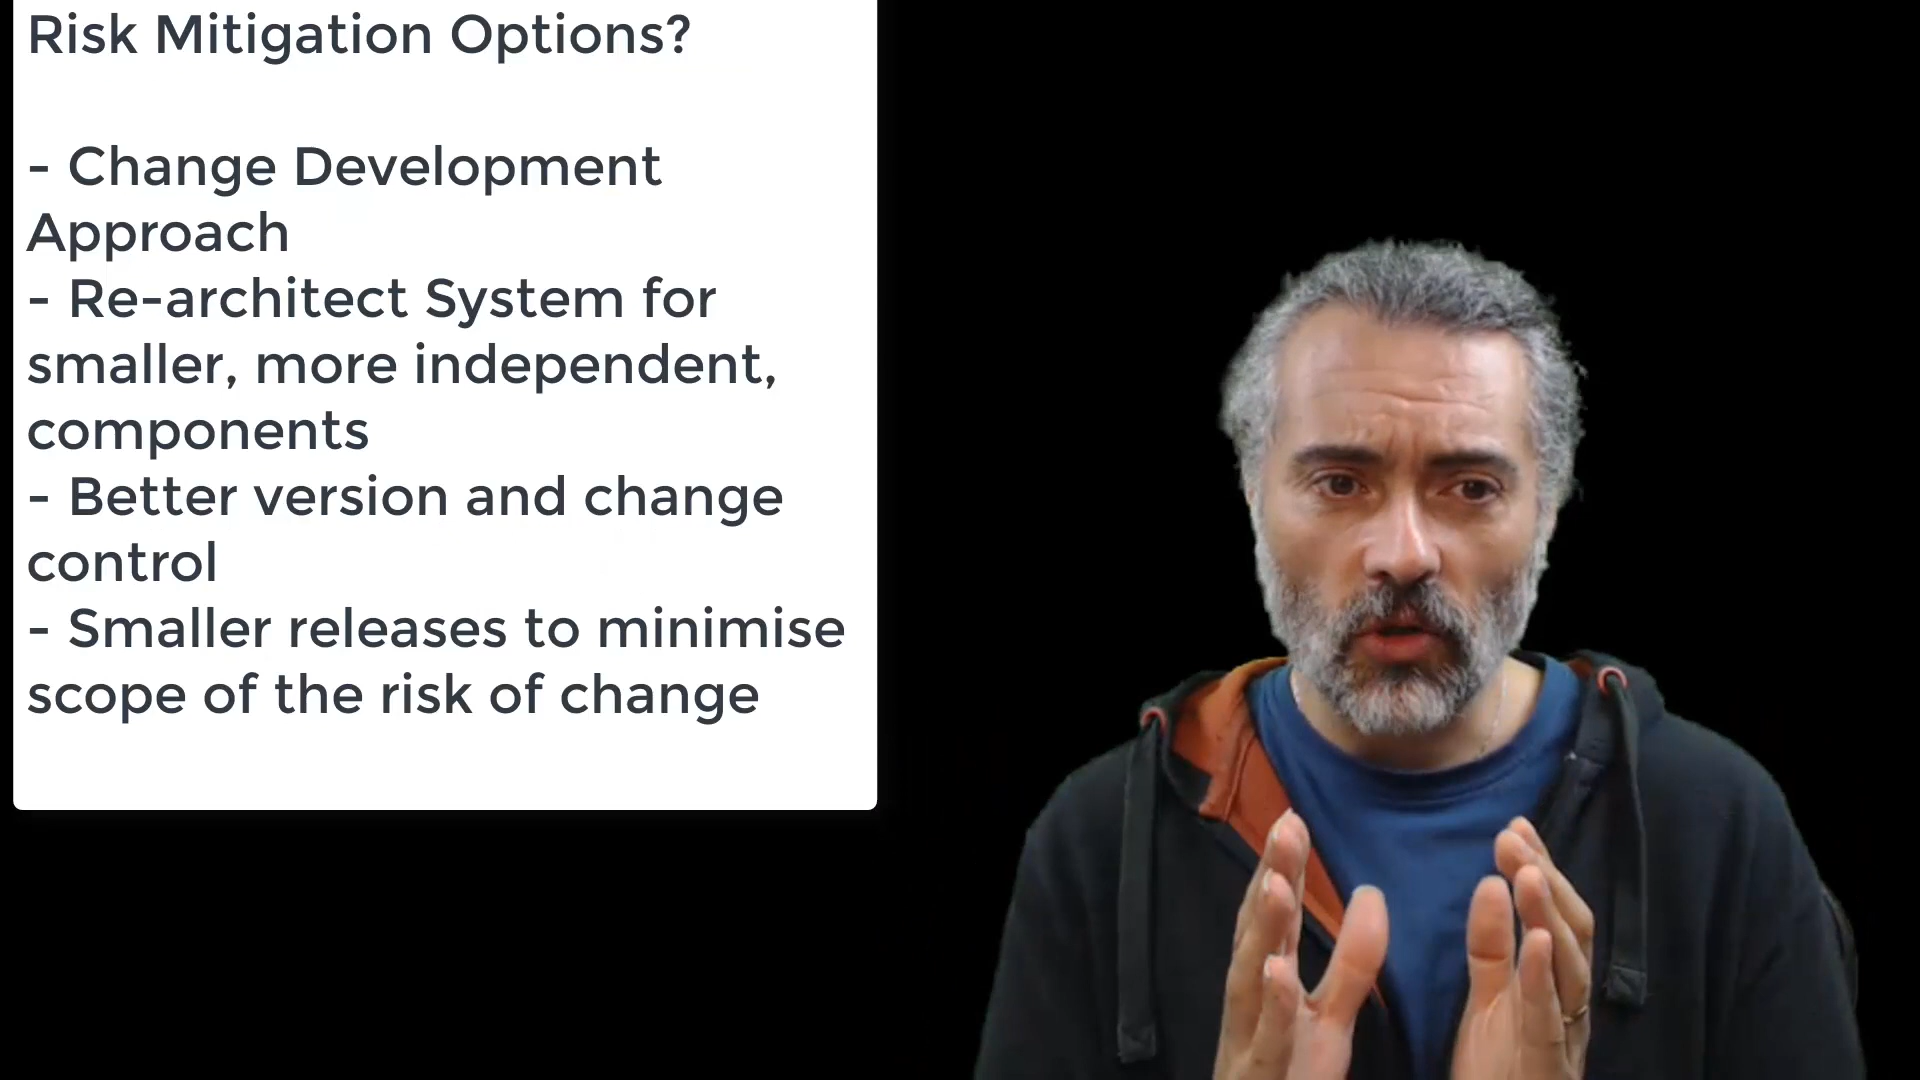 Risk Mitigation Options?
- Change Development
Approach
- Re-architect System for
smaller, more independent,
components
- Better version and change
control
- Smaller releases to minimise
scope of the risk of change